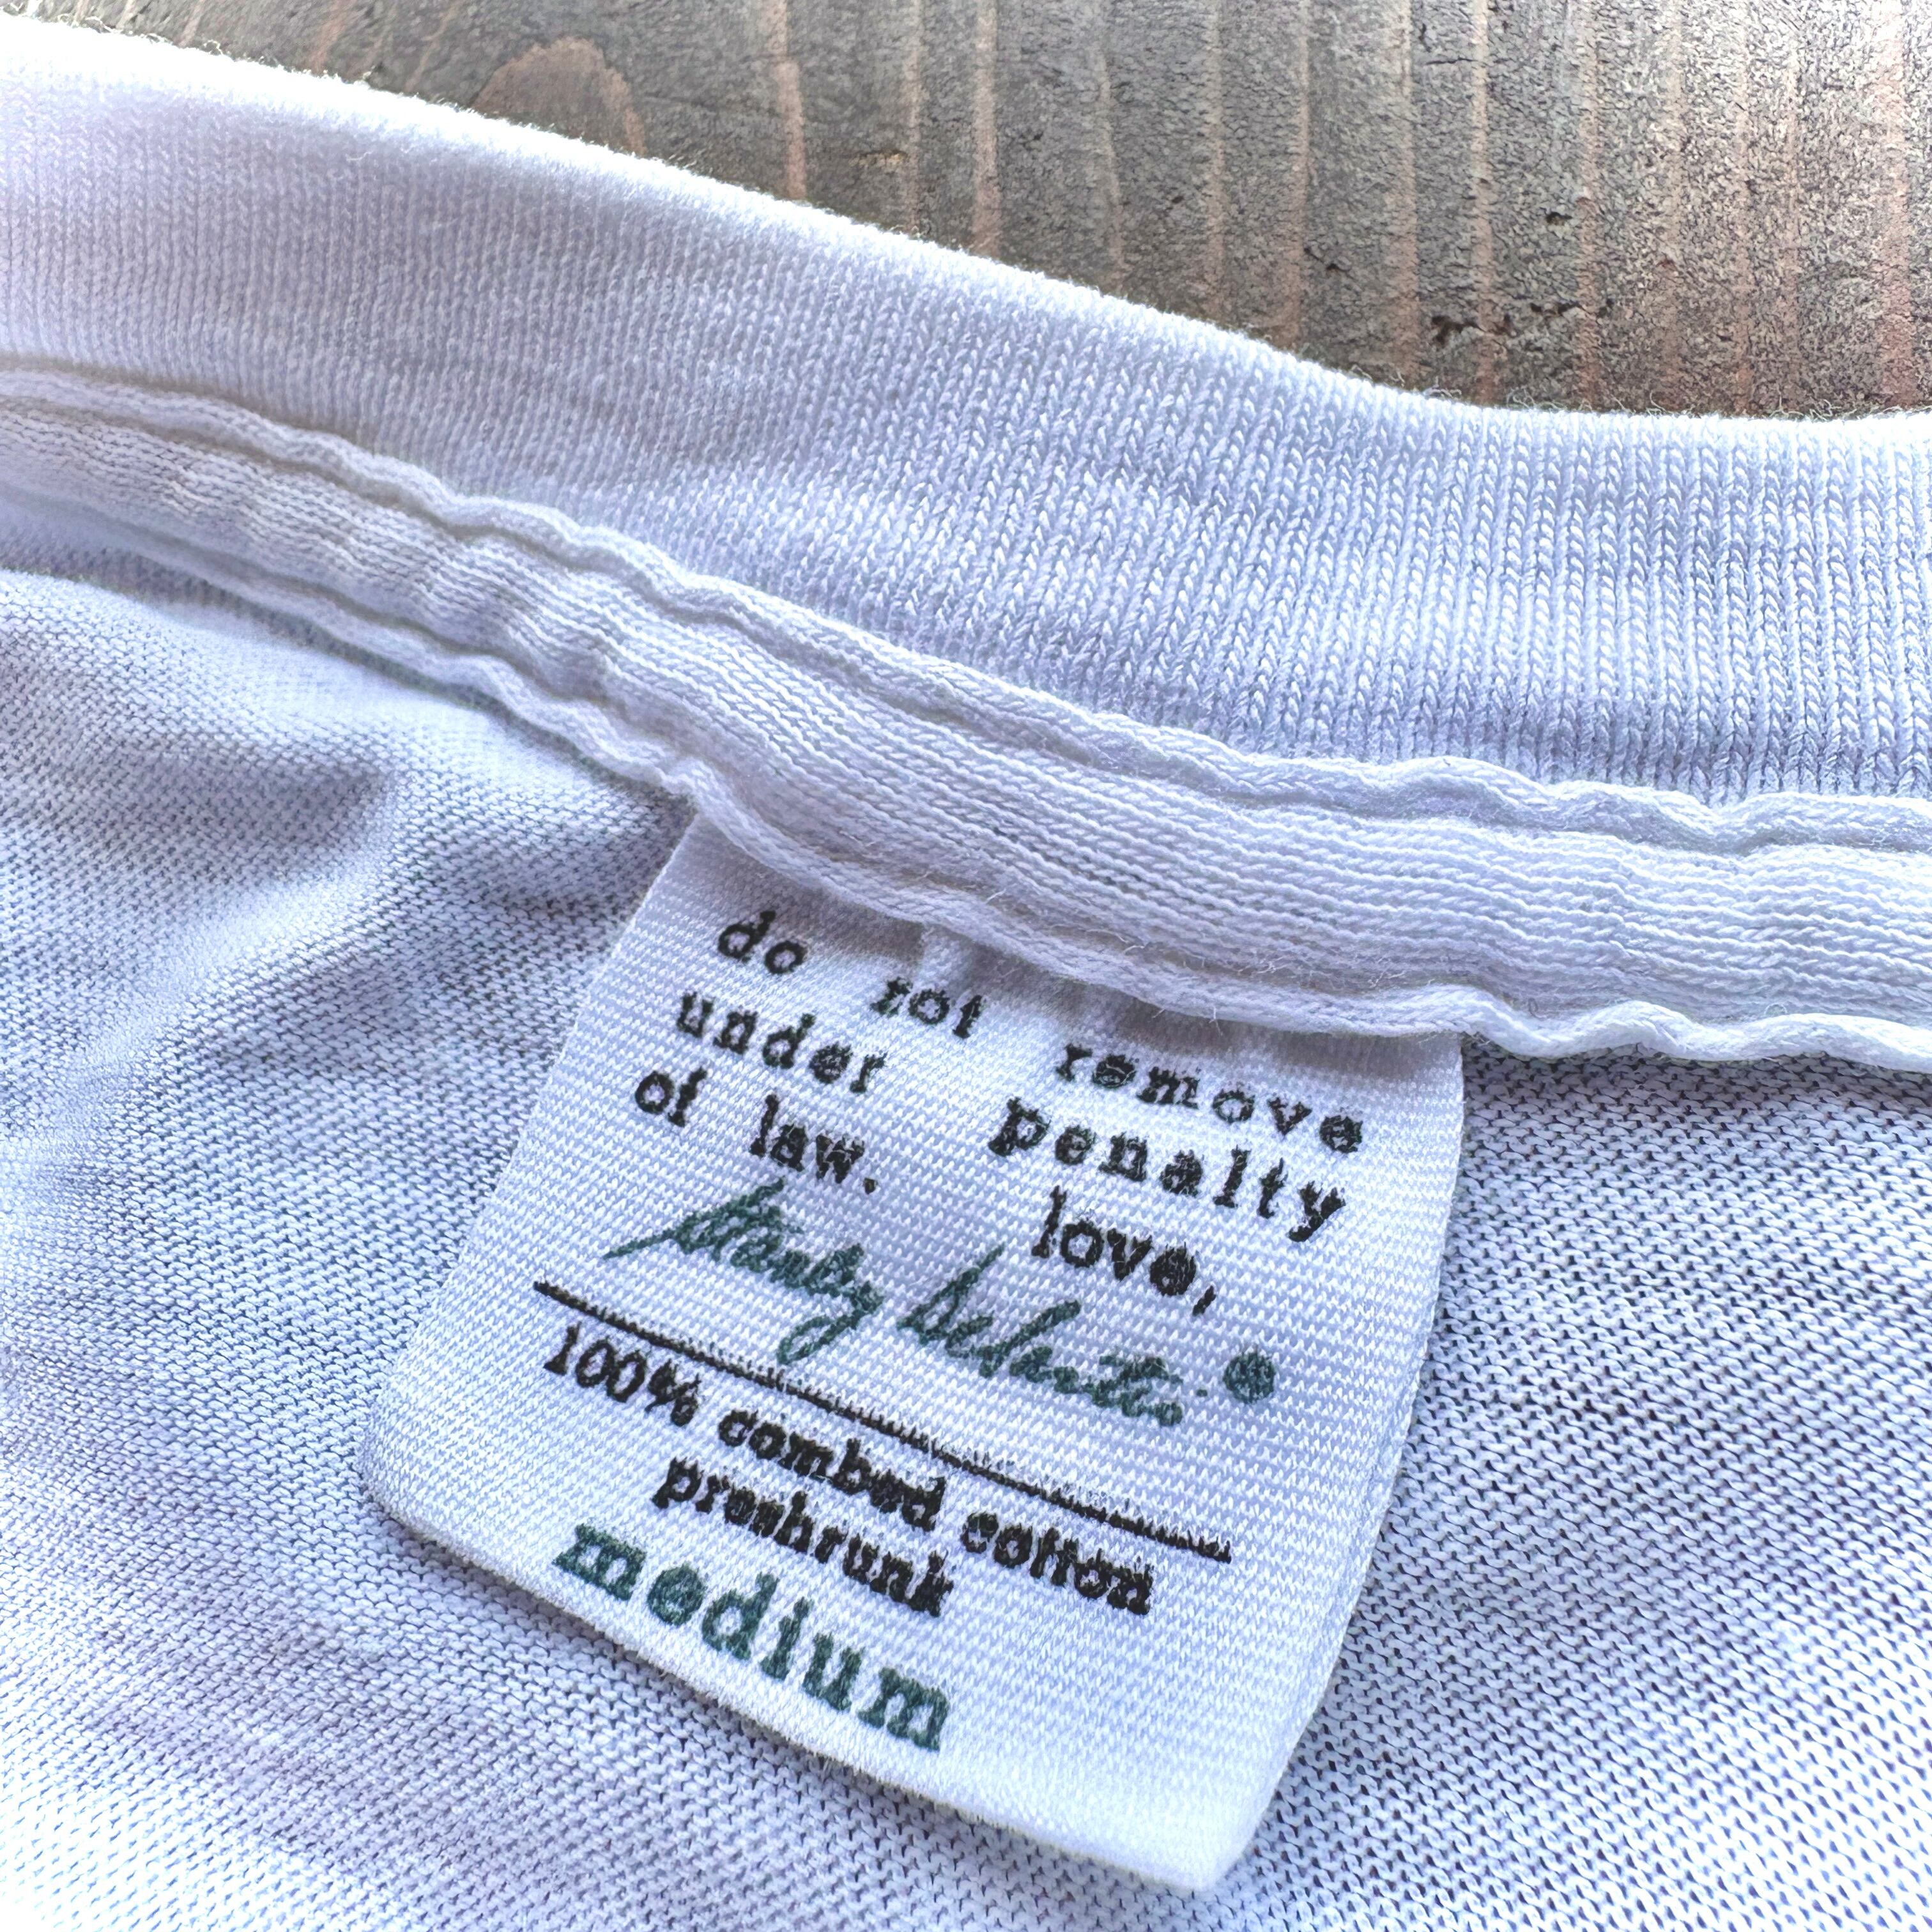 do not remove
under penalty
of law. love,
Stanley DeSantis
100% combed cotton
preshrunk
medium